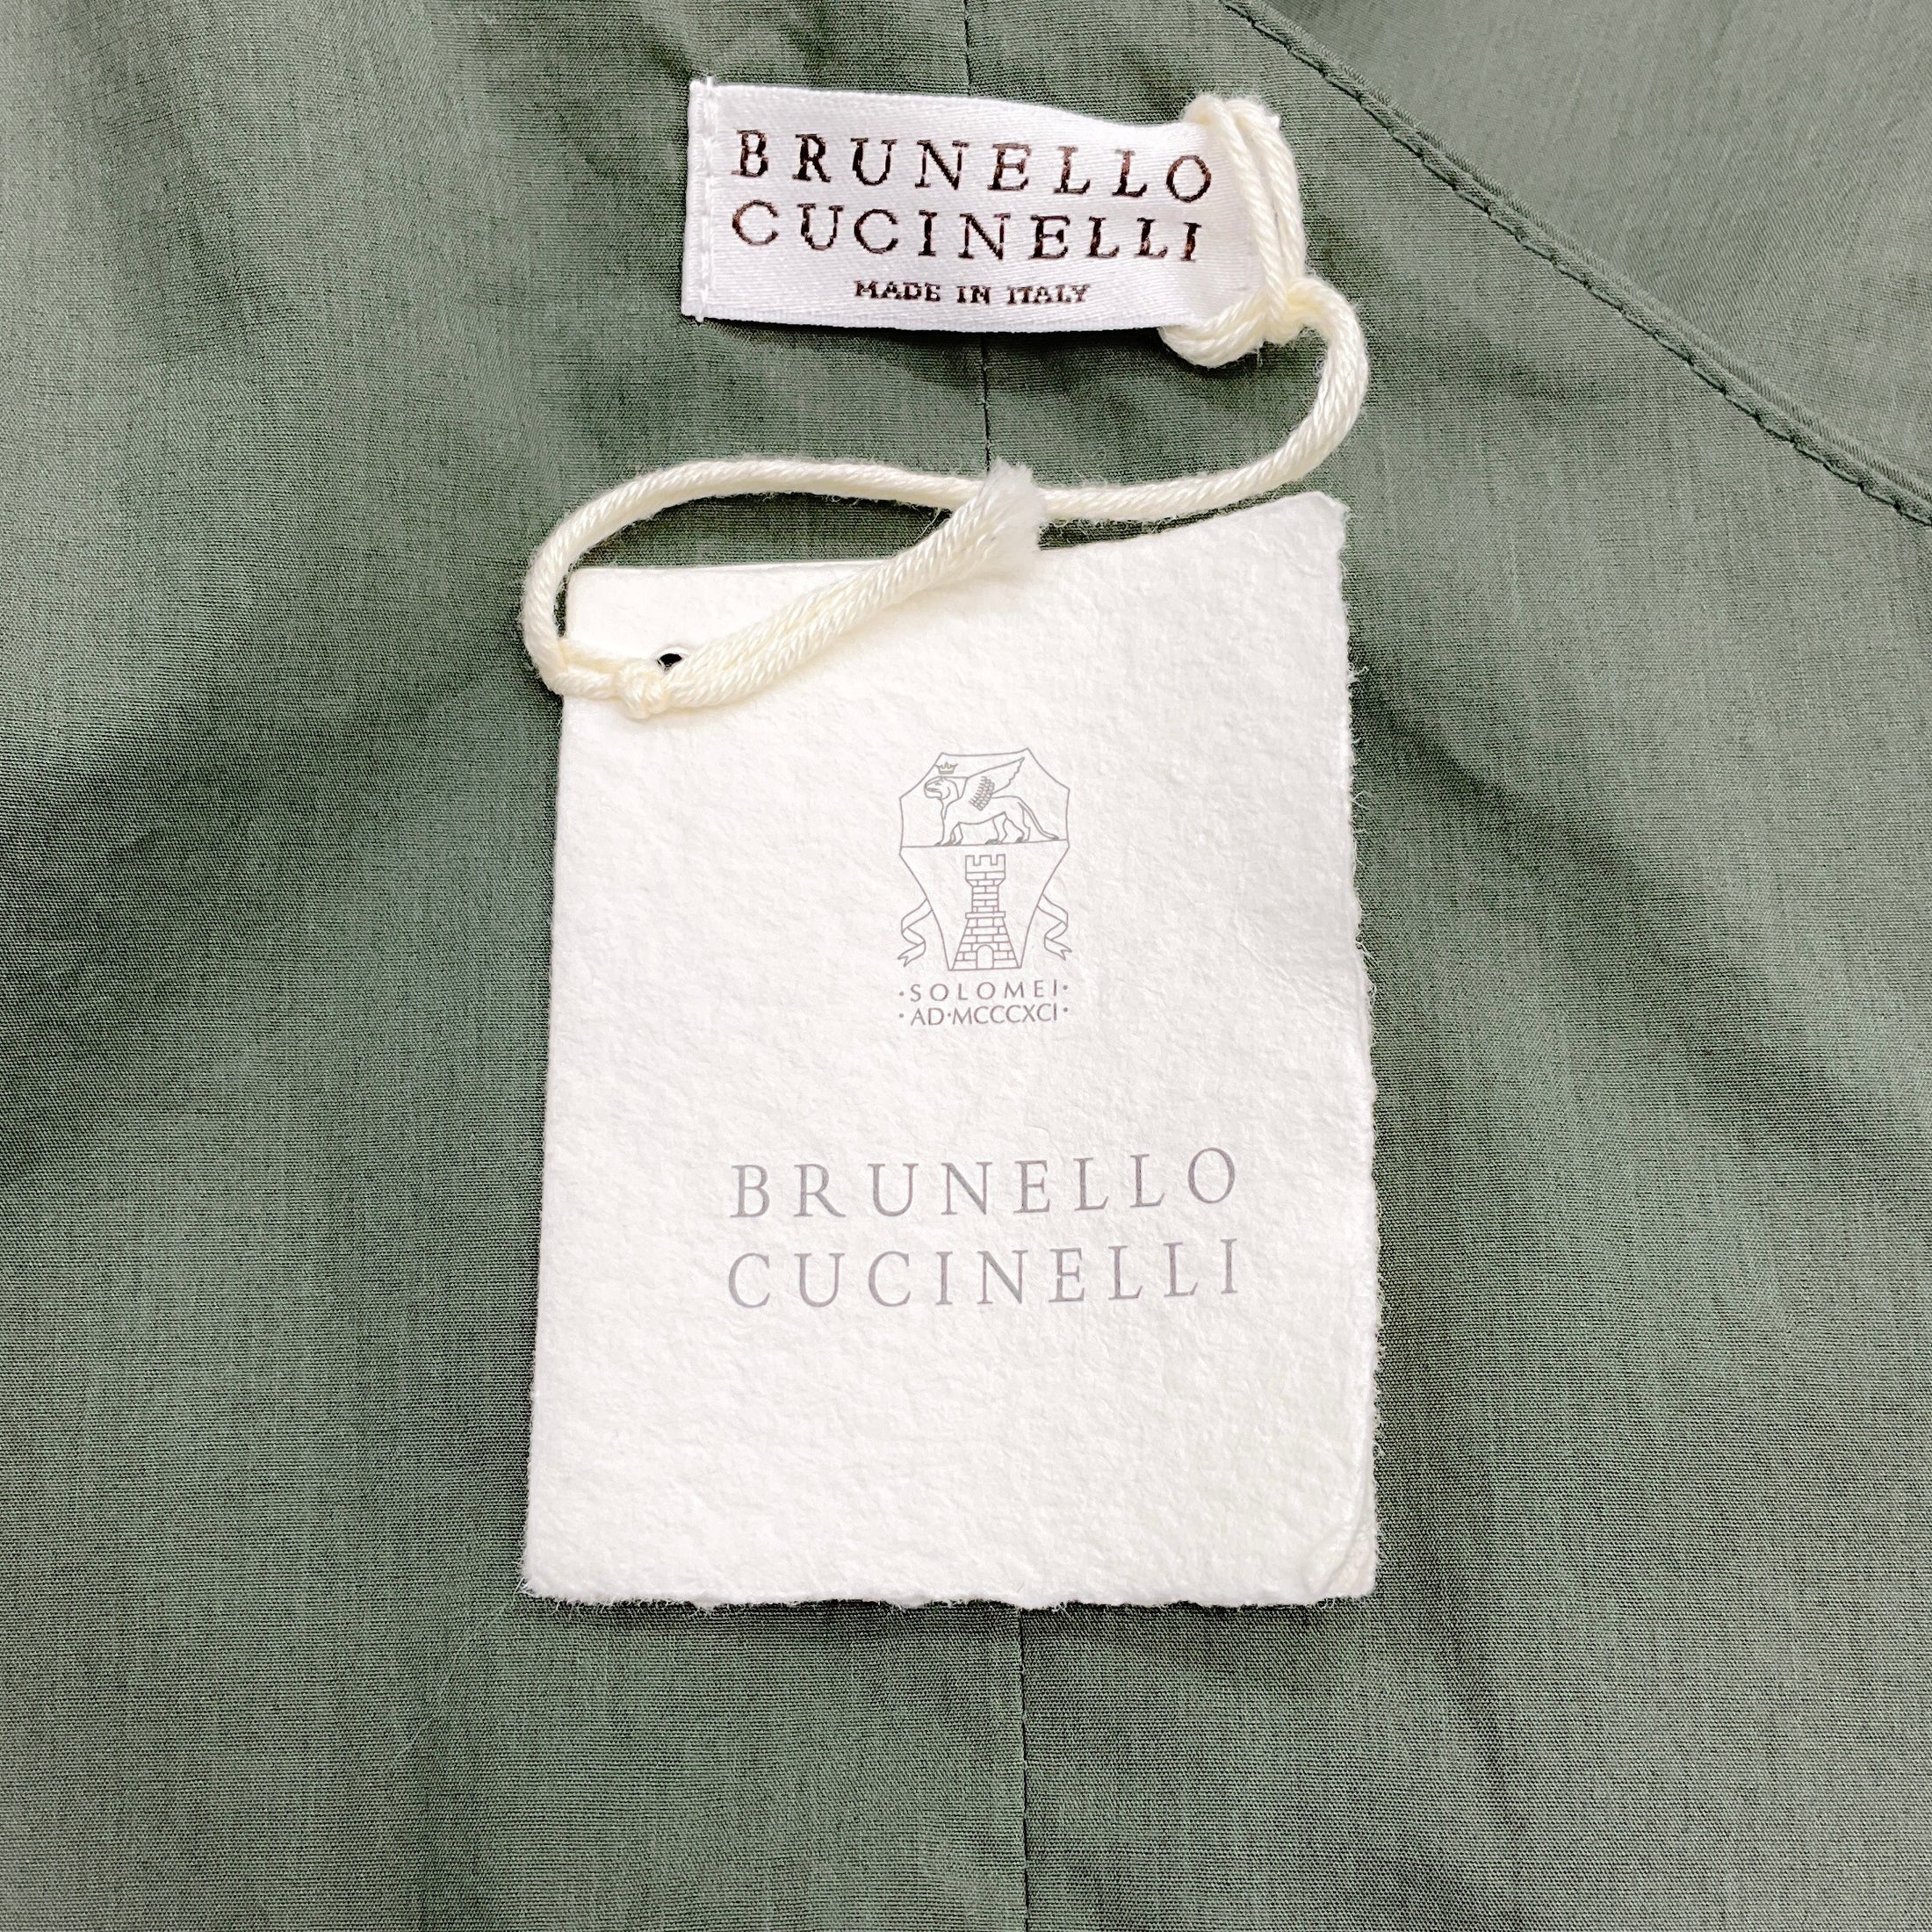 BRUNELLO
CUCINELLI
MADE IN ITALY
·SOLOMEI·
·AD·MCCCXCI·
BRUNELLO
CUCINELLI